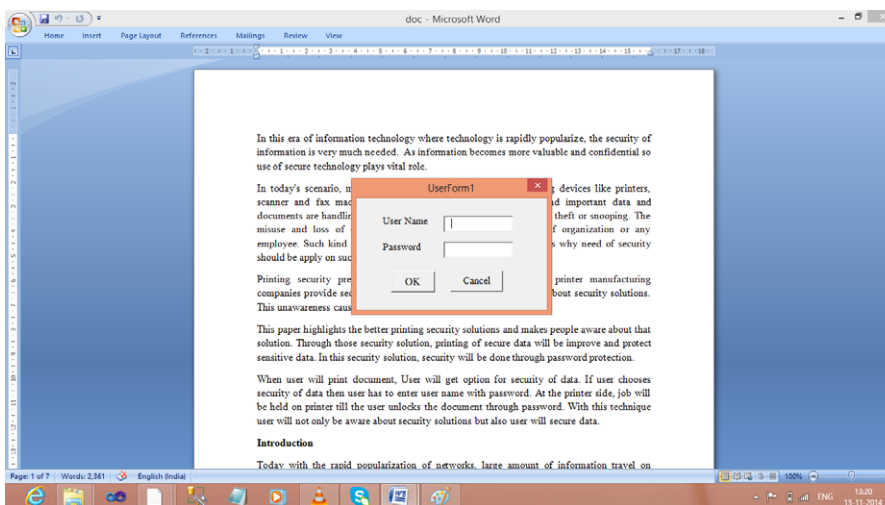 doc - Microsoft Word
Home Insert Page Layout References Mailings Review View
In this era of information technology where technology is rapidly popularize, the security of
information is very much needed. As information becomes more valuable and confidential so
use of secure technology plays vital role.
In today's scenario, devices like printers,
scanner and fax important data and
documents are theft or snooping. The
misuse and loss of organization or any
employee. Such kind why need of security
should be apply on
Printing security printer manufacturing
companies provide security solutions.
This unawareness
UserForm1
User Name
Password
OK Cancel
This paper highlights the better printing security solutions and makes people aware about that
solution. Through those security solution, printing of secure data will be improve and protect
sensitive data. In this security solution, security will be done through password protection.
When user will print document, User will get option for security of data. If user chooses
security of data then user has to enter user name with password. At the printer side, job will
be held on printer till the user unlocks the document through password. With this technique
user will not only be aware about security solutions but also user will secure data.
Introduction
Today with the rapid popularization of networks, large amount of information travel on
Page: 1 of 7 Words: 2,361 English (India) 100%
ENG 13:20
13-11-2014